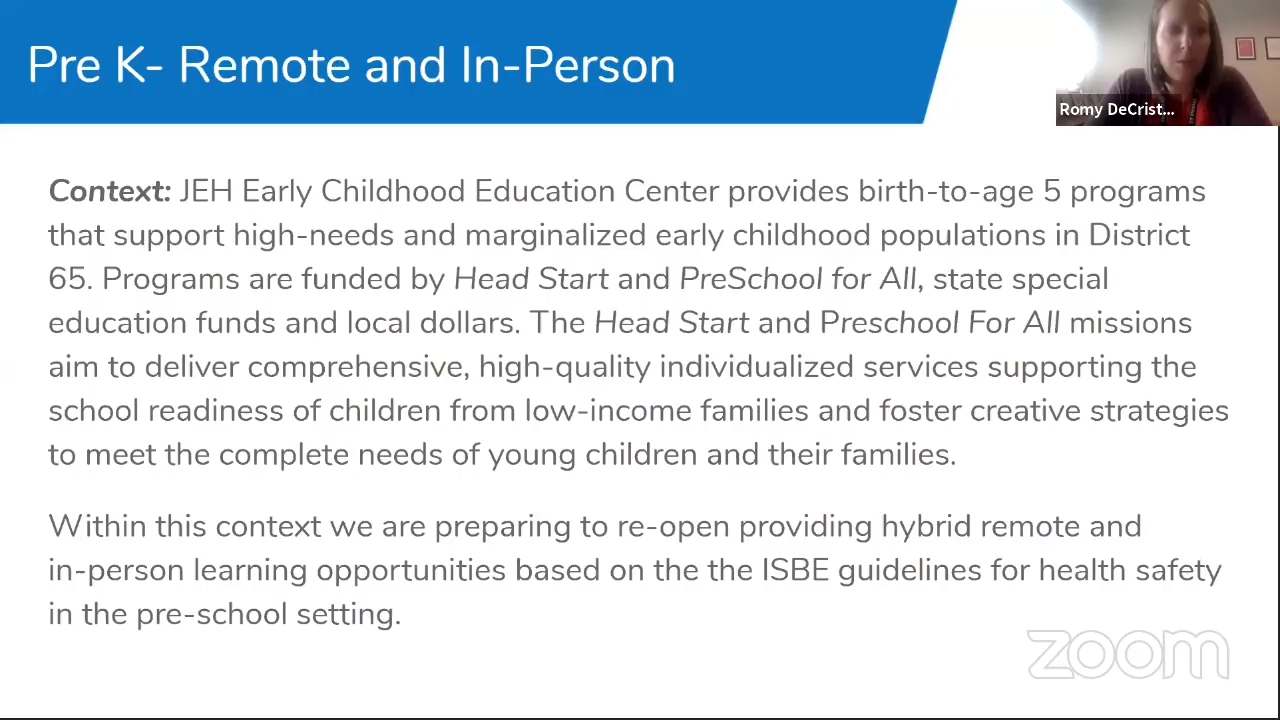 Pre K- Remote and In-Person
Romy DeCrist...
Context: JEH Early Childhood Education Center provides birth-to-age 5 programs
that support high-needs and marginalized early childhood populations in District
65. Programs are funded by Head Start and PreSchool for All, state special
education funds and local dollars. The Head Start and Preschool For All missions
aim to deliver comprehensive, high-quality individualized services supporting the
school readiness of children from low-income families and foster creative strategies
to meet the complete needs of young children and their families.
Within this context we are preparing to re-open providing hybrid remote and
in-person learning opportunities based on the the ISBE guidelines for health safety
in the pre-school setting.
zoom